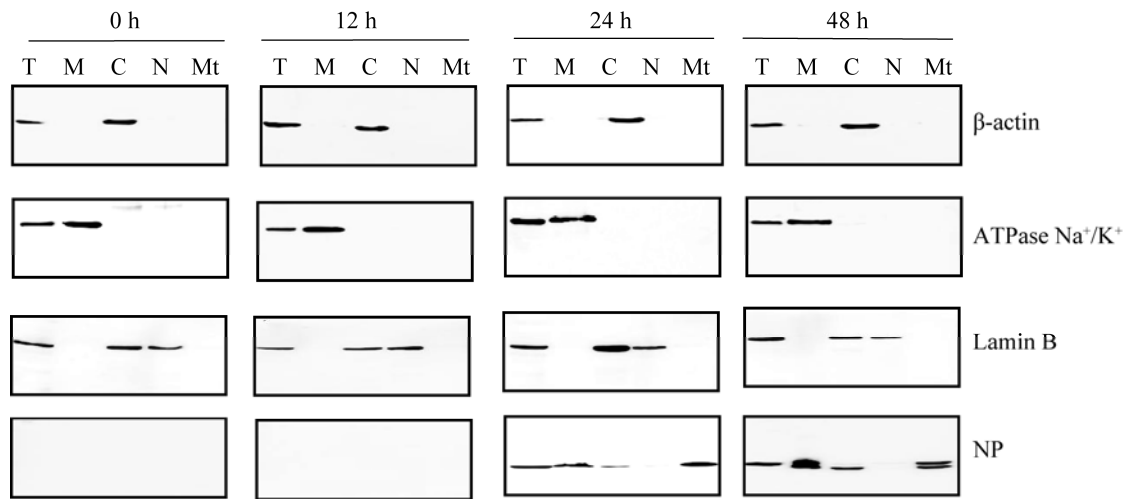 0 h 12 h 24 h 48 h
T M C N Mt T M C N Mt T M C N Mt T M C N Mt
β-actin
ATPase Na⁺/K⁺
Lamin B
NP